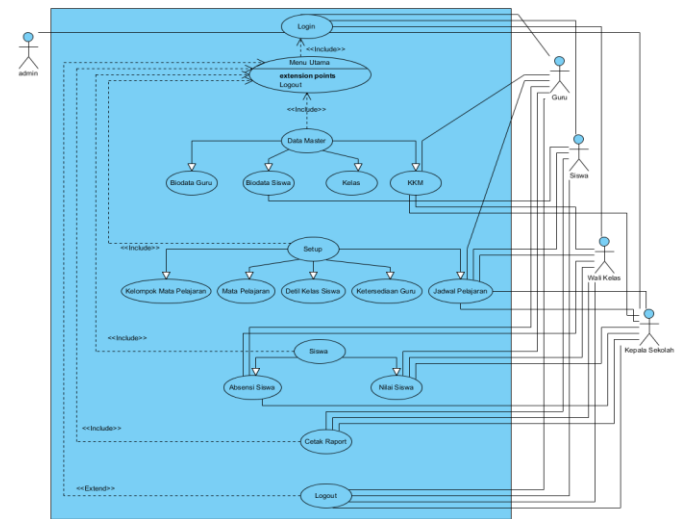 Login
admin
<<Include>>
Menu Utama
extension points
Logout
Guru
<<Include>>
Data Master
Siswa
Biodata Guru
Biodata Siswa
Kelas
KKM
<<Include>>
Setup
Wali Kelas
Kelompok Mata Pelajaran
Mata Pelajaran
Detil Kelas Siswa
Ketersediaan Guru
Jadwal Pelajaran
<<Include>>
Siswa
Kepala Sekolah
Absensi Siswa
Nilai Siswa
<<Include>>
Cetak Raport
<<Extend>>
Logout